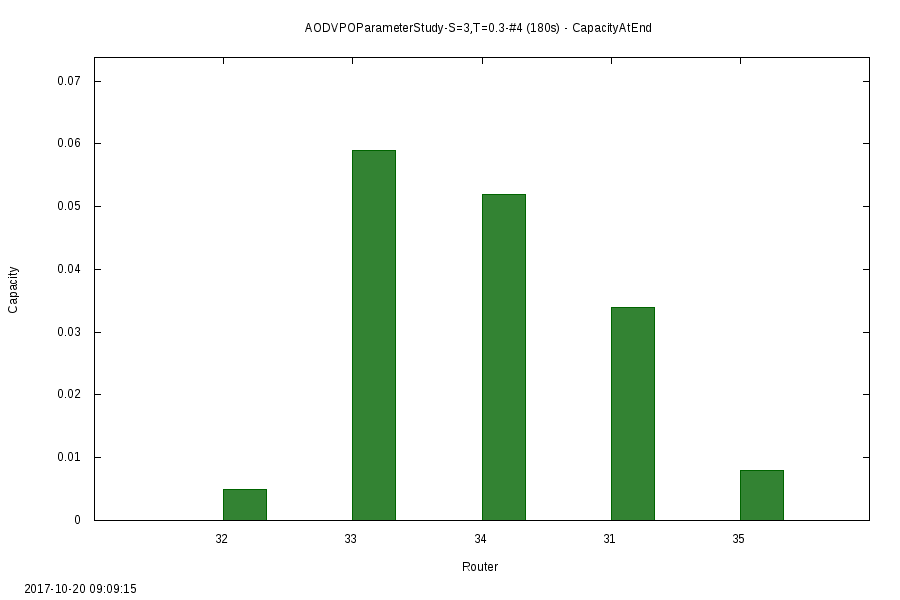 AODVPOParameterStudy-S=3,T=0.3-#4 (180s) - CapacityAtEnd
0.07
0.06
0.05
0.04
0.03
0.02
0.01
0
Capacity
32 33 34 31 35
Router
2017-10-20 09:09:15